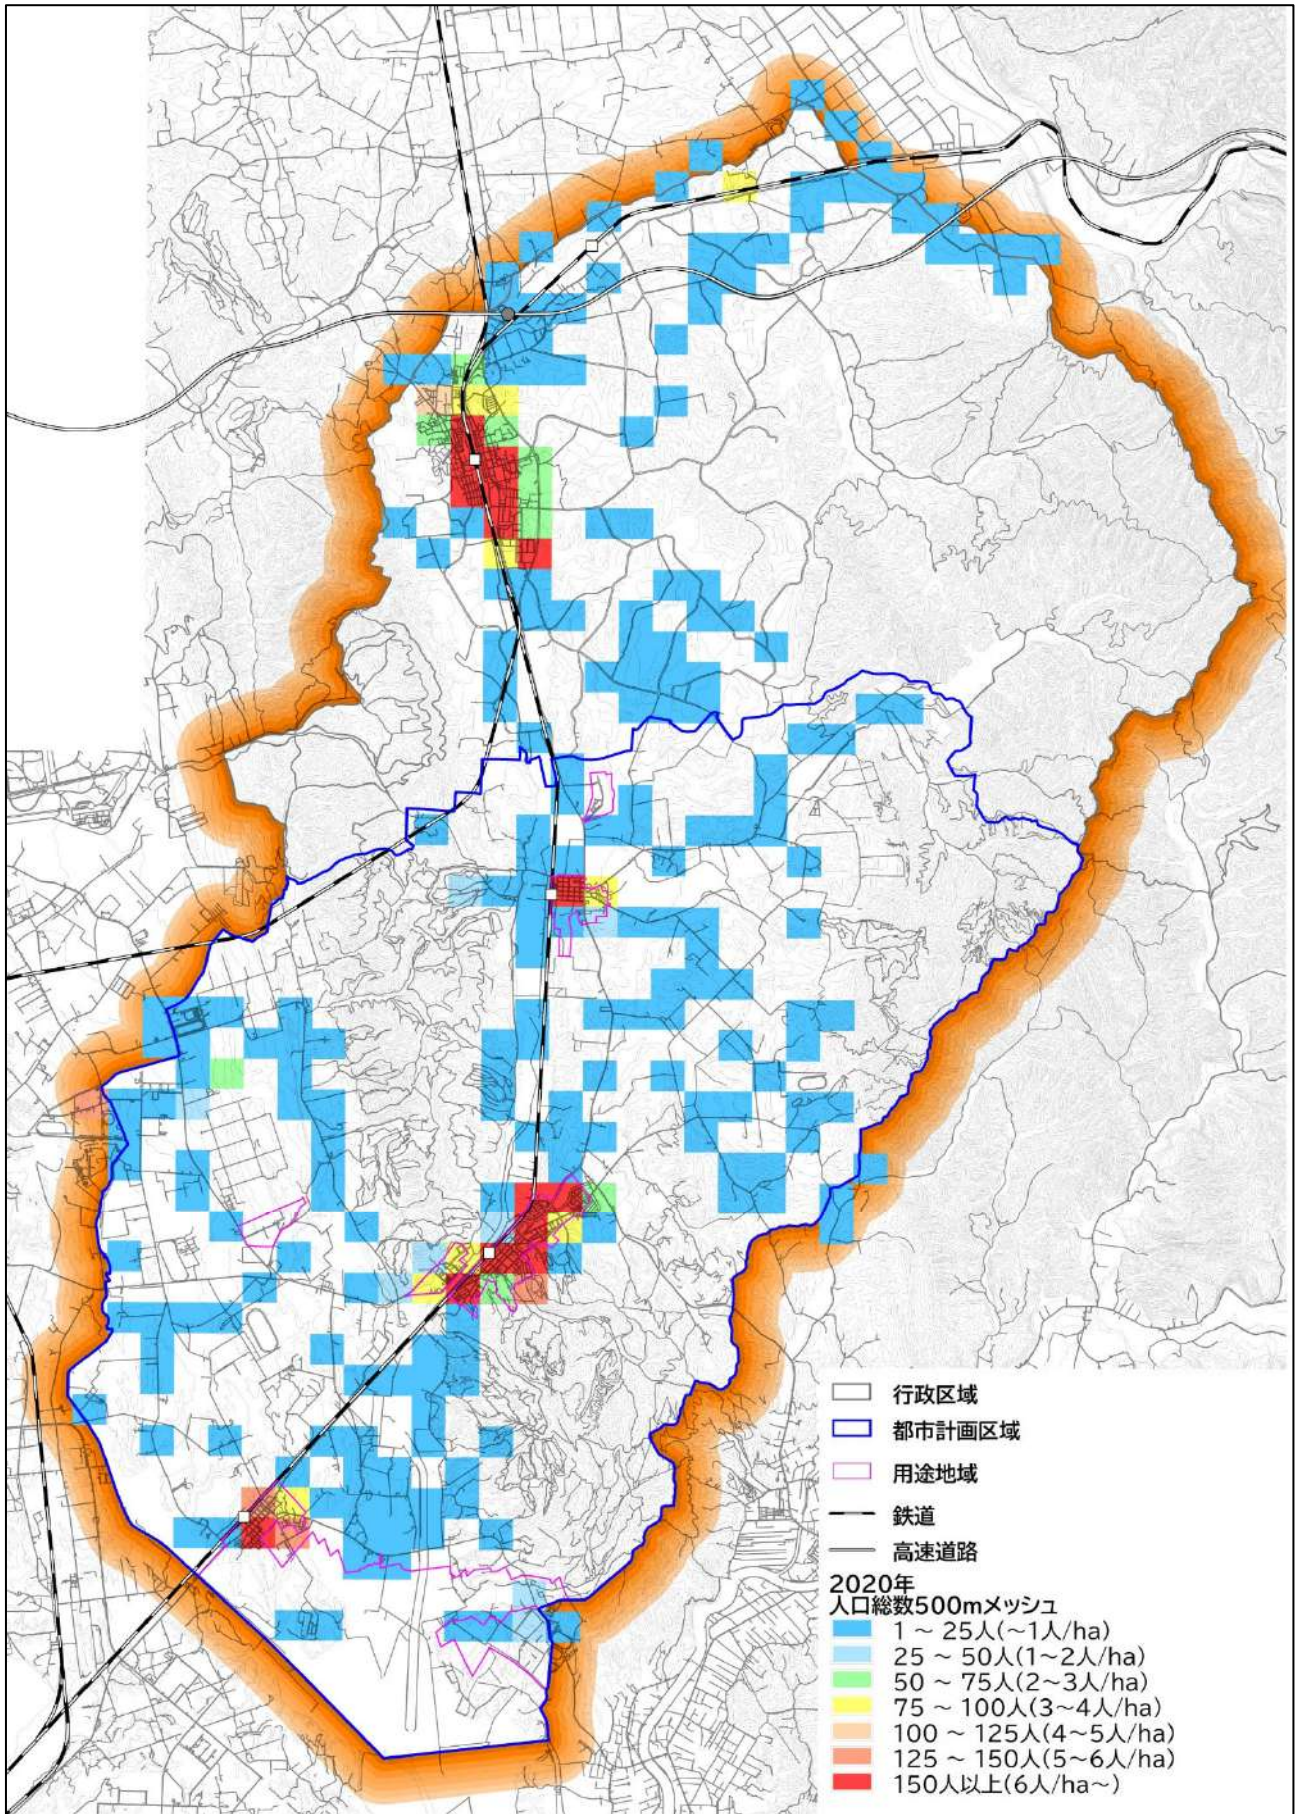 行政区域
都市計画区域
用途地域
鉄道
高速道路
2020年
人口総数500mメッシュ
1 ~ 25人(~1人/ha)
25 ~ 50人(1~2人/ha)
50 ~ 75人(2~3人/ha)
75 ~ 100人(3~4人/ha)
100 ~ 125人(4~5人/ha)
125 ~ 150人(5~6人/ha)
150人以上(6人/ha~)